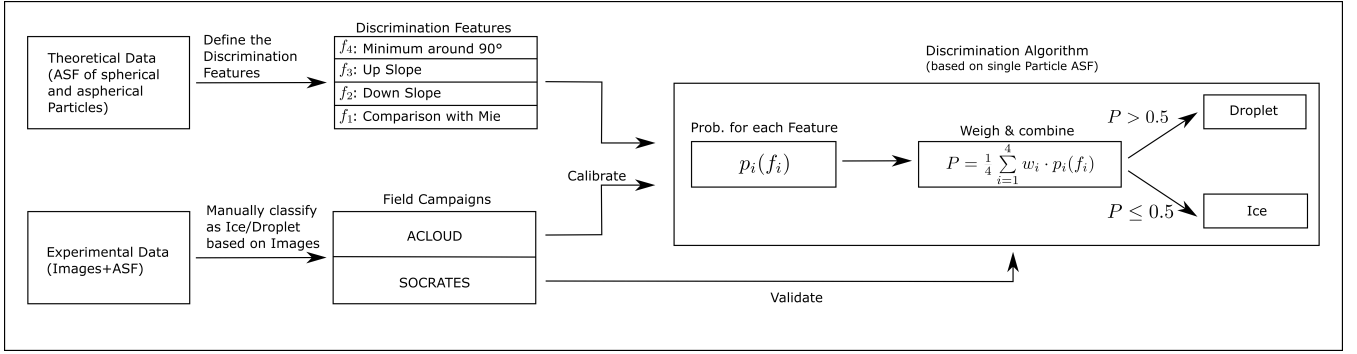 Theoretical Data
(ASF of spherical
and aspherical
Particles)
Define the
Discrimination
Features
Discrimination Features
f₄: Minimum around 90°
f₃: Up Slope
f₂: Down Slope
f₁: Comparison with Mie
Experimental Data
(Images+ASF)
Manually classify
as Ice/Droplet
based on Images
Field Campaigns
ACLOUD
SOCRATES
Calibrate
Validate
Discrimination Algorithm
(based on single Particle ASF)
Prob. for each Feature
pᵢ(fᵢ)
Weigh & combine
P = 1/4 ∑_{i=1}^{4} wᵢ · pᵢ(fᵢ)
P > 0.5
Droplet
P ≤ 0.5
Ice